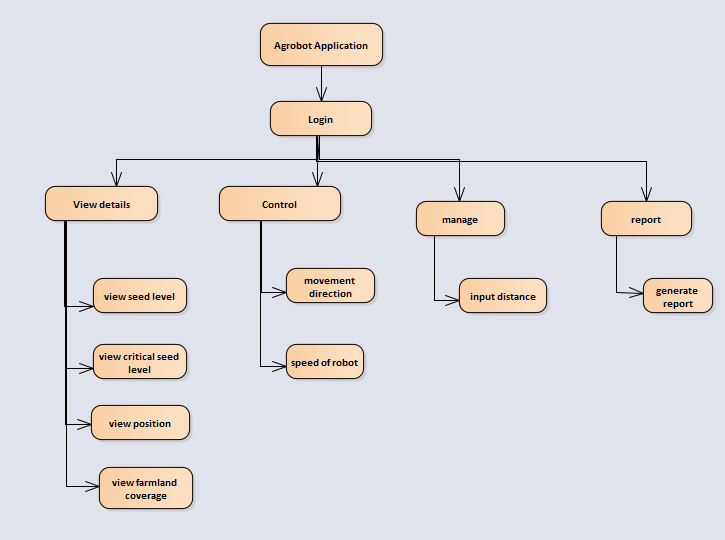 Agrobot Application
Login
View details
Control
manage
report
view seed level
movement
direction
input distance
generate
report
view critical seed
level
speed of robot
view position
view farmland
coverage